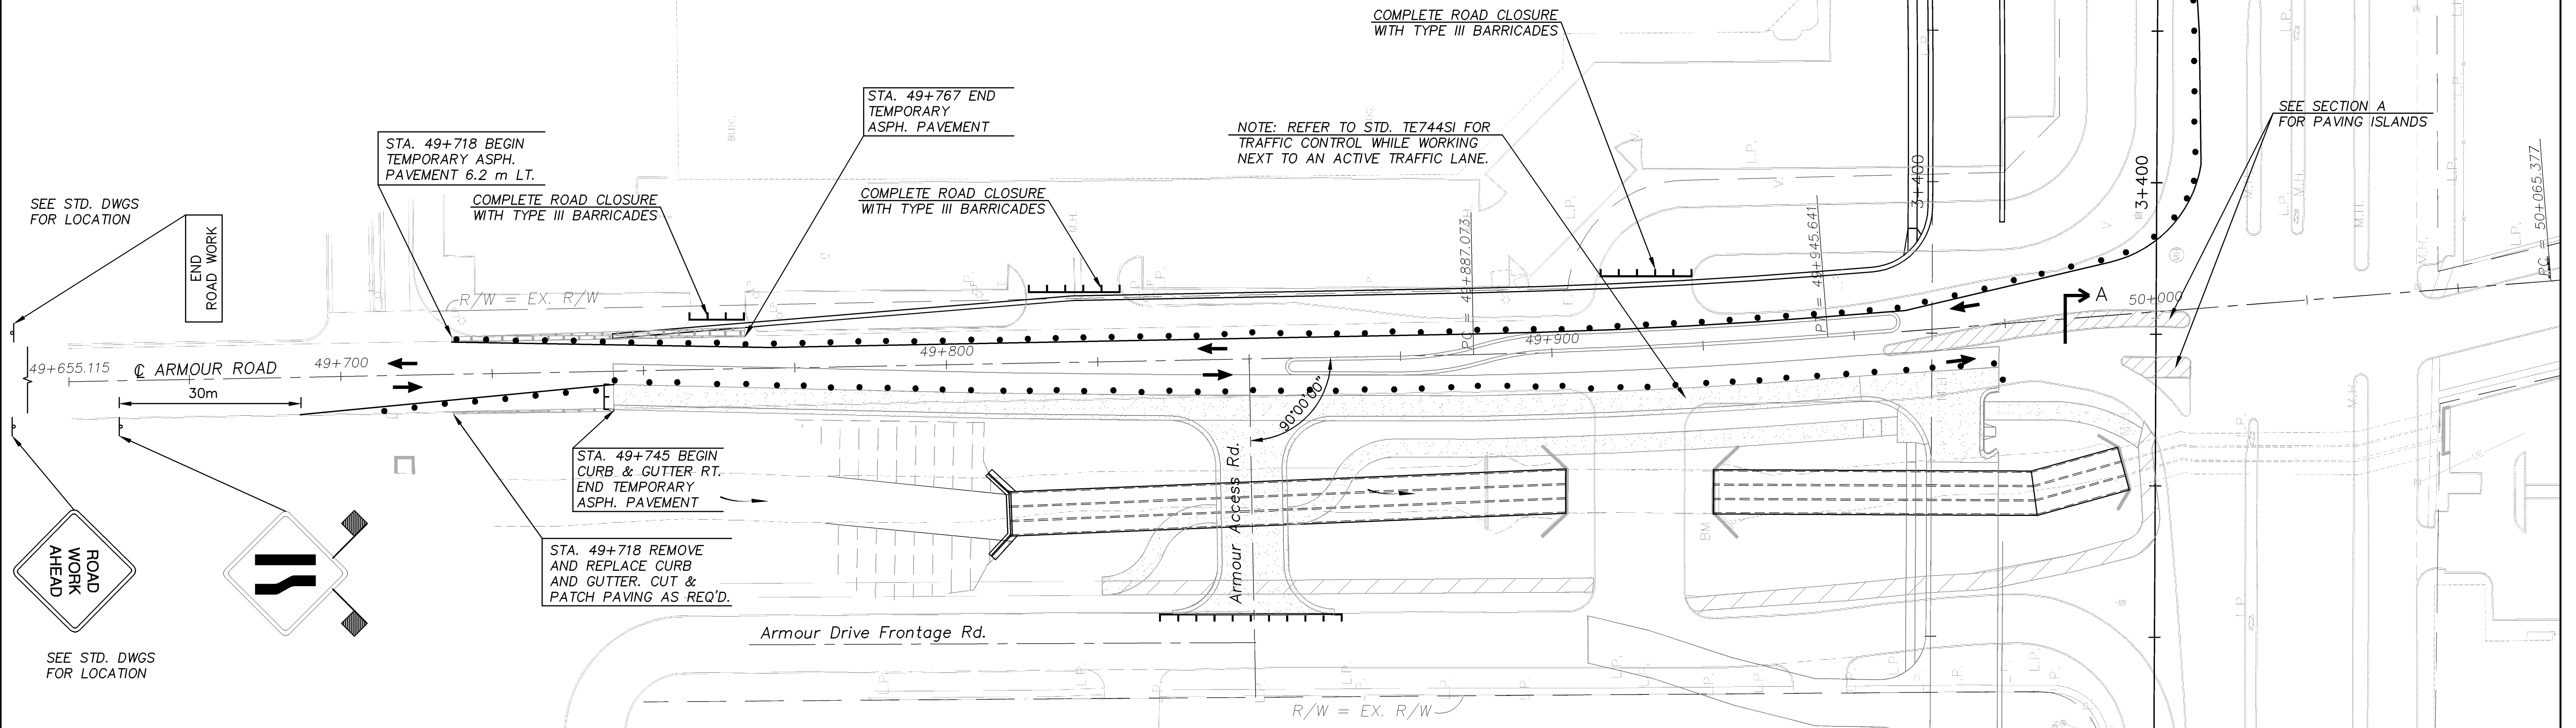 COMPLETE ROAD CLOSURE
WITH TYPE III BARRICADES
STA. 49+767 END
TEMPORARY
ASPH. PAVEMENT
STA. 49+718 BEGIN
TEMPORARY ASPH.
PAVEMENT 6.2 m LT.
NOTE: REFER TO STD. TE744SI FOR
TRAFFIC CONTROL WHILE WORKING
NEXT TO AN ACTIVE TRAFFIC LANE.
SEE SECTION A
FOR PAVING ISLANDS
SEE STD. DWGS
FOR LOCATION
END
ROAD WORK
COMPLETE ROAD CLOSURE
WITH TYPE III BARRICADES
COMPLETE ROAD CLOSURE
WITH TYPE III BARRICADES
BLDG.
M.H.
L.P.
L.P.
V.
V.
3+400
3+400
PC = 49+887.073
PT = 49+945.641
PC = 50+065.377
R/W = EX. R/W
A
50+000
49+655.115
℄ ARMOUR ROAD
49+700
49+800
49+900
30m
90°00'00"
STA. 49+745 BEGIN
CURB & GUTTER RT.
END TEMPORARY
ASPH. PAVEMENT
STA. 49+718 REMOVE
AND REPLACE CURB
AND GUTTER. CUT &
PATCH PAVING AS REQ'D.
ROAD
WORK
AHEAD
SEE STD. DWGS
FOR LOCATION
Armour Access Rd.
BM
M.H.
L.P.
Armour Drive Frontage Rd.
L.P.
L.P.
L.P.
R/W = EX. R/W